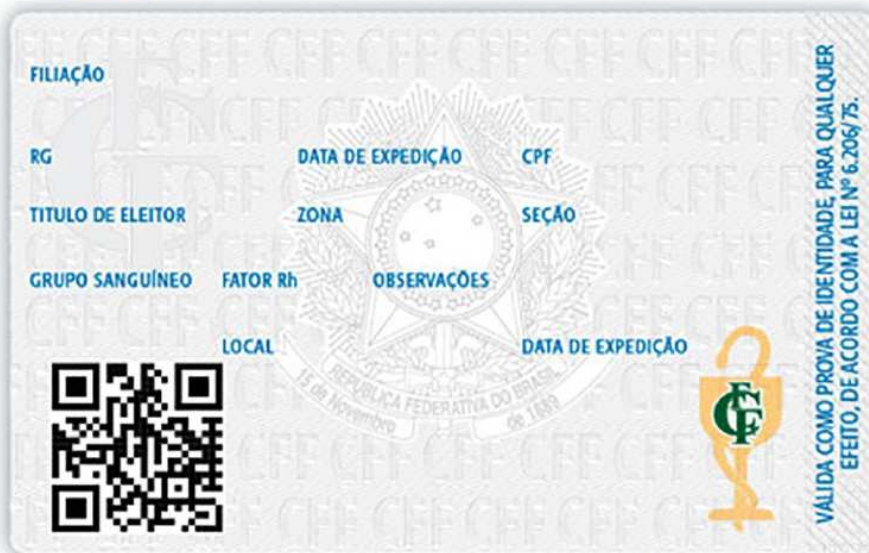 FILIAÇÃO
RG DATA DE EXPEDIÇÃO CPF
TITULO DE ELEITOR ZONA SEÇÃO
GRUPO SANGUÍNEO FATOR Rh OBSERVAÇÕES
LOCAL DATA DE EXPEDIÇÃO
REPÚBLICA FEDERATIVA DO BRASIL
15 de Novembro de 1889
CFF
VÁLIDA COMO PROVA DE IDENTIDADE, PARA QUALQUER
EFEITO, DE ACORDO COM A LEI Nº 6.206/75.